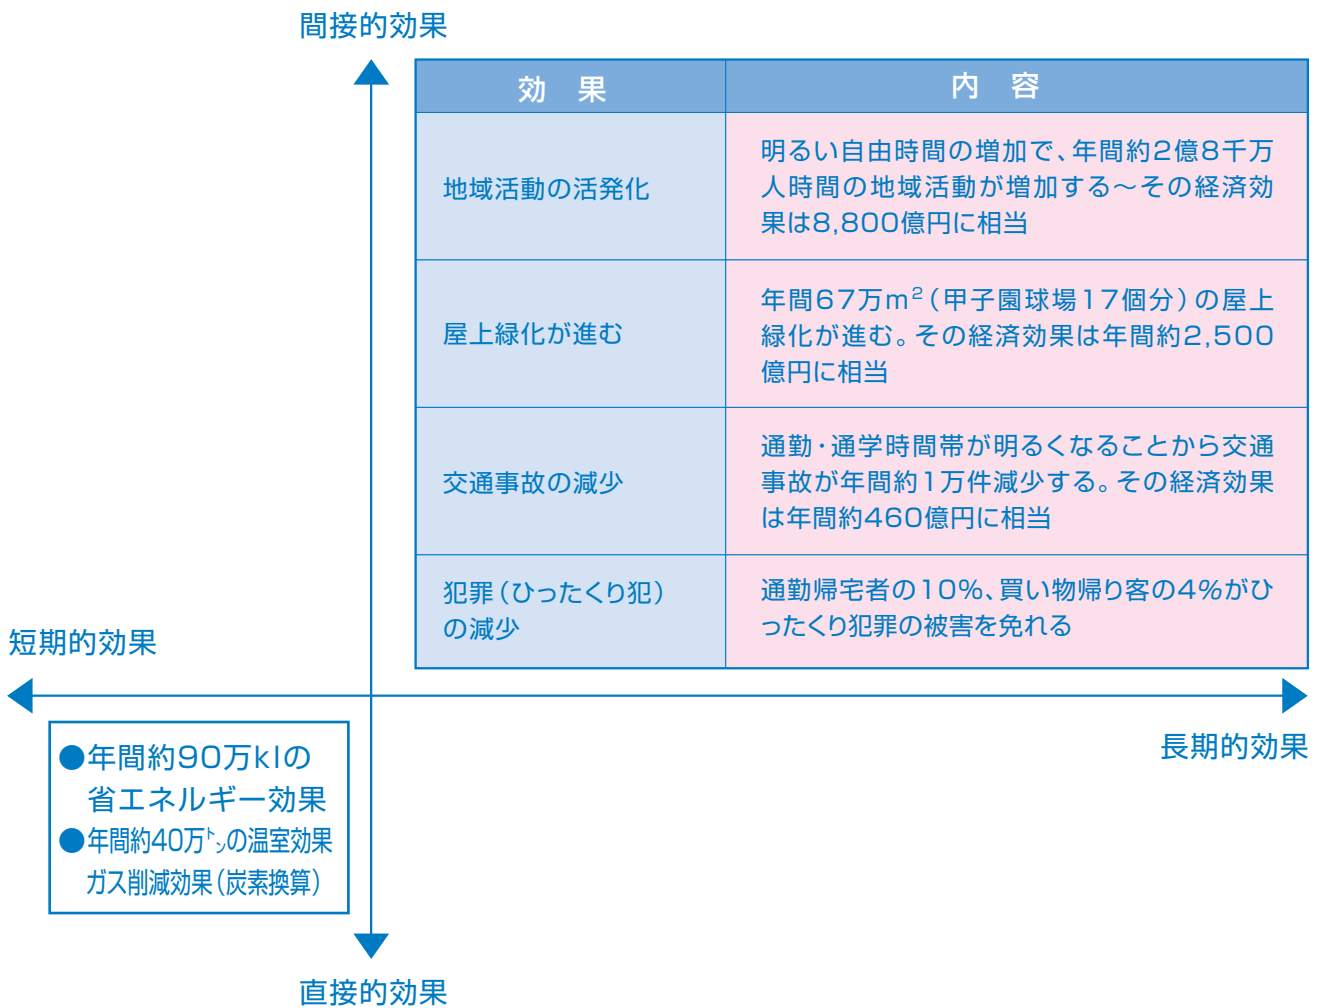 間接的効果
効 果
内 容
地域活動の活発化
明るい自由時間の増加で、年間約2億8千万
人時間の地域活動が増加する~その経済効
果は8,800億円に相当
屋上緑化が進む
年間67万m²(甲子園球場17個分)の屋上
緑化が進む。その経済効果は年間約2,500
億円に相当
交通事故の減少
通勤・通学時間帯が明るくなることから交通
事故が年間約1万件減少する。その経済効果
は年間約460億円に相当
犯罪(ひったくり犯)
の減少
通勤帰宅者の10%、買い物帰り客の4%がひ
ったくり犯罪の被害を免れる
短期的効果
長期的効果
●年間約90万klの
省エネルギー効果
●年間約40万トンの温室効果
ガス削減効果(炭素換算)
直接的効果